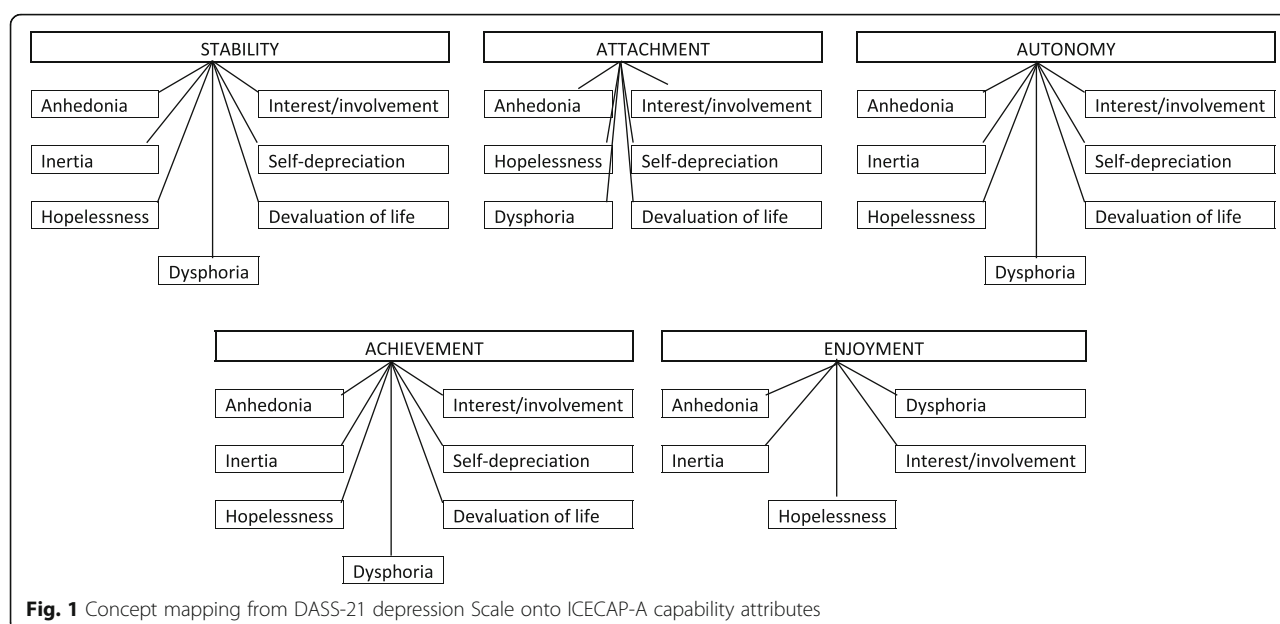 STABILITY
ATTACHMENT
AUTONOMY
Anhedonia
Interest/involvement
Anhedonia
Interest/involvement
Anhedonia
Interest/involvement
Inertia
Self-depreciation
Hopelessness
Self-depreciation
Inertia
Self-depreciation
Hopelessness
Devaluation of life
Dysphoria
Devaluation of life
Hopelessness
Devaluation of life
Dysphoria
Dysphoria
ACHIEVEMENT
ENJOYMENT
Anhedonia
Interest/involvement
Anhedonia
Dysphoria
Inertia
Self-depreciation
Inertia
Interest/involvement
Hopelessness
Devaluation of life
Hopelessness
Dysphoria
Fig. 1 Concept mapping from DASS-21 depression Scale onto ICECAP-A capability attributes